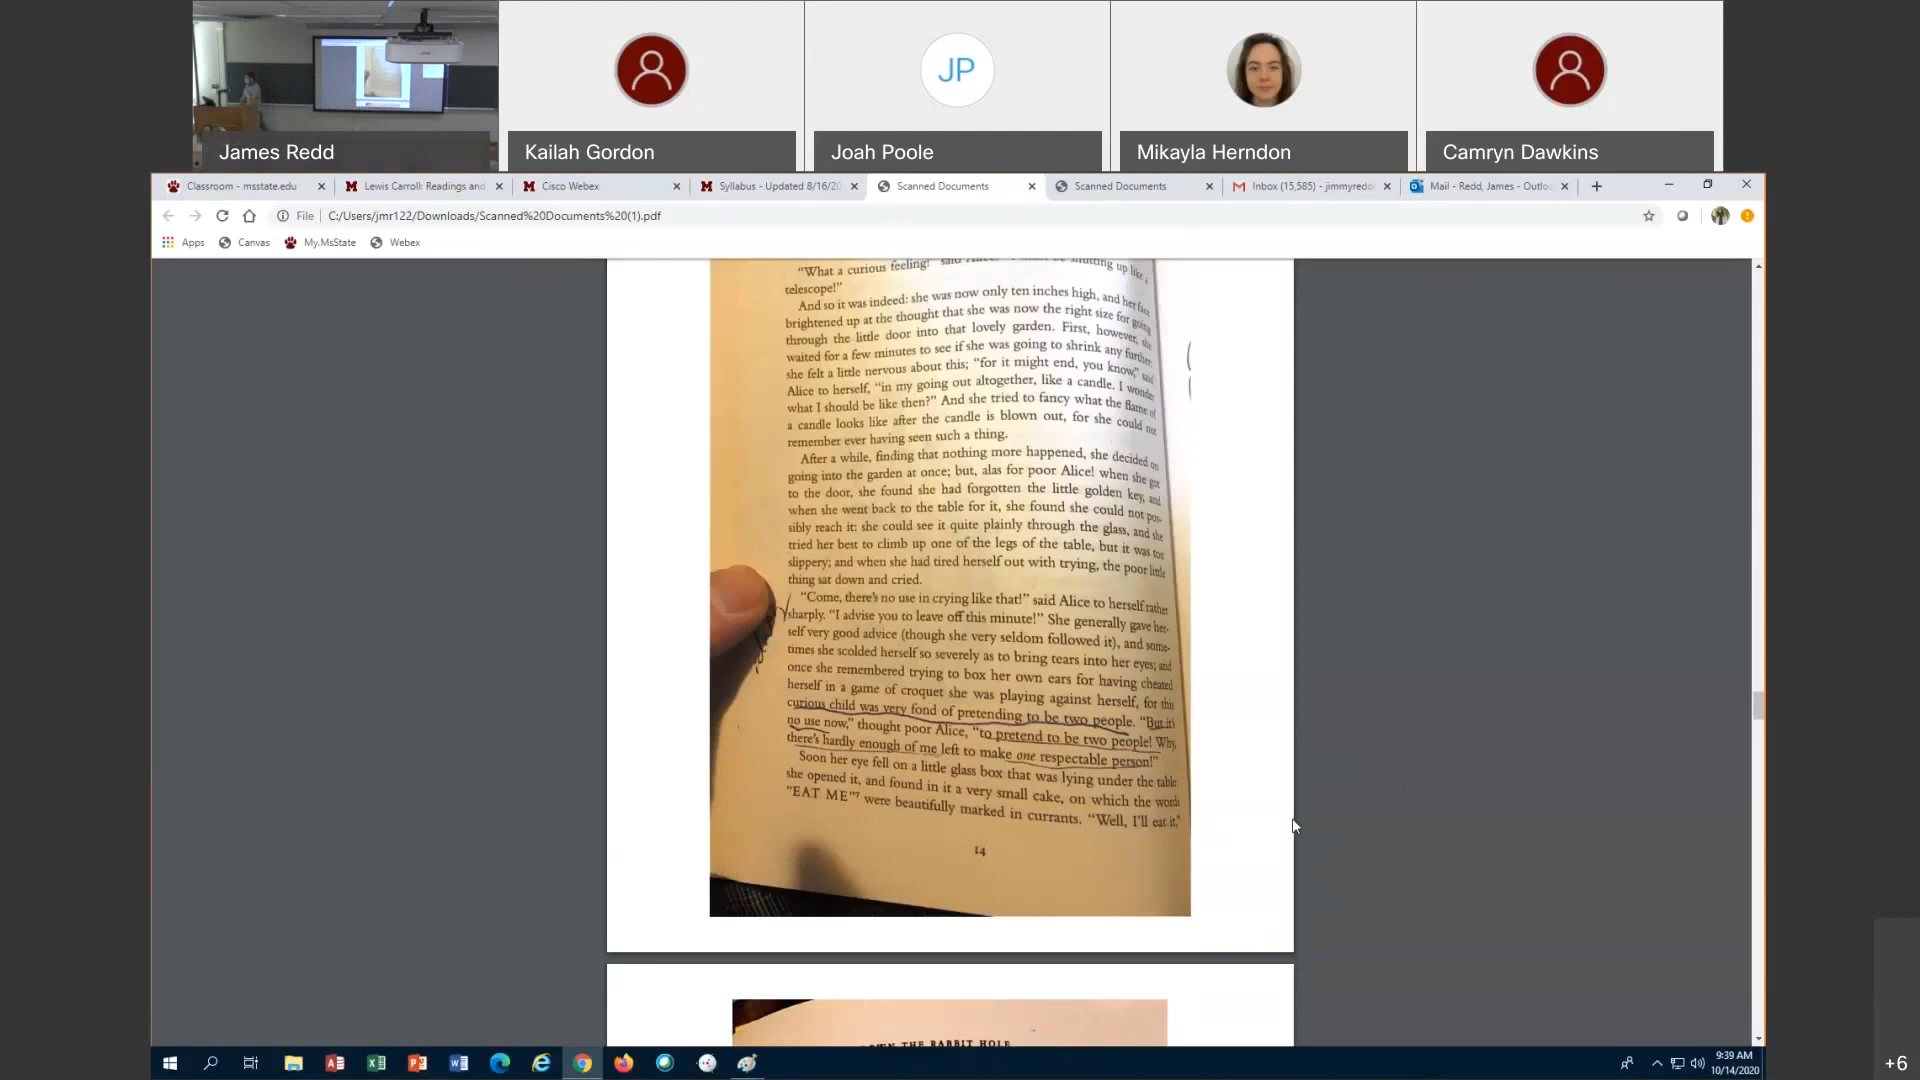 James Redd
Kailah Gordon
JP
Joah Poole
Mikayla Herndon
Camryn Dawkins
Classroom - msstate.edu
Lewis Carroll: Readings and
Cisco Webex
Syllabus - Updated 8/16/20
Scanned Documents
Scanned Documents
Inbox (15,585) - jimmyredd
Mail - Redd, James - Outloo
File C:/Users/jmr122/Downloads/Scanned%20Documents%20(1).pdf
Apps Canvas My.MsState Webex
"What a curious feeling!" said Alice. shutting up like a
telescope!"
And so it was indeed: she was now only ten inches high, and her face
brightened up at the thought that she was now the right size for going
through the little door into that lovely garden. First, however, she
waited for a few minutes to see if she was going to shrink any further:
she felt a little nervous about this; "for it might end, you know," said
Alice to herself, "in my going out altogether, like a candle. I wonder
what I should be like then?" And she tried to fancy what the flame of
a candle looks like after the candle is blown out, for she could not
remember ever having seen such a thing.
After a while, finding that nothing more happened, she decided on
going into the garden at once; but, alas for poor Alice! when she got
to the door, she found she had forgotten the little golden key, and
when she went back to the table for it, she found she could not pos-
sibly reach it: she could see it quite plainly through the glass, and she
tried her best to climb up one of the legs of the table, but it was too
slippery; and when she had tired herself out with trying, the poor little
thing sat down and cried.
"Come, there's no use in crying like that!" said Alice to herself rather
sharply. "I advise you to leave off this minute!" She generally gave her-
self very good advice (though she very seldom followed it), and some-
times she scolded herself so severely as to bring tears into her eyes; and
once she remembered trying to box her own ears for having cheated
herself in a game of croquet she was playing against herself, for this
curious child was very fond of pretending to be two people. "But it's
no use now," thought poor Alice, "to pretend to be two people! Why,
there's hardly enough of me left to make one respectable person!"
Soon her eye fell on a little glass box that was lying under the table:
she opened it, and found in it a very small cake, on which the words
"EAT ME"7 were beautifully marked in currants. "Well, I'll eat it,"
14
DOWN THE RABBIT HOLE
9:39 AM
10/14/2020
+6